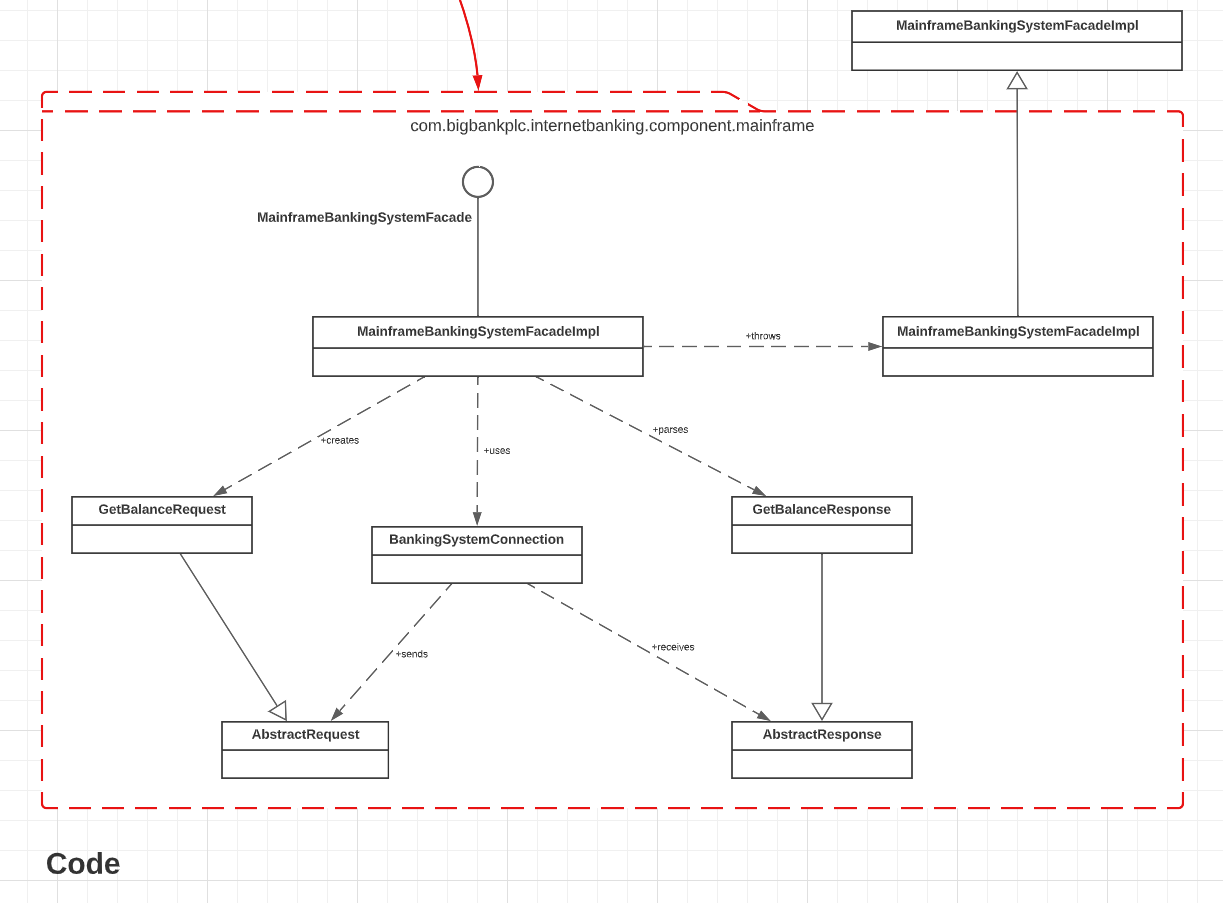 MainframeBankingSystemFacadeImpl
com.bigbankplc.internetbanking.component.mainframe
MainframeBankingSystemFacade
MainframeBankingSystemFacadeImpl
+throws
MainframeBankingSystemFacadeImpl
+creates
+uses
+parses
GetBalanceRequest
BankingSystemConnection
GetBalanceResponse
+sends
+receives
AbstractRequest
AbstractResponse
Code